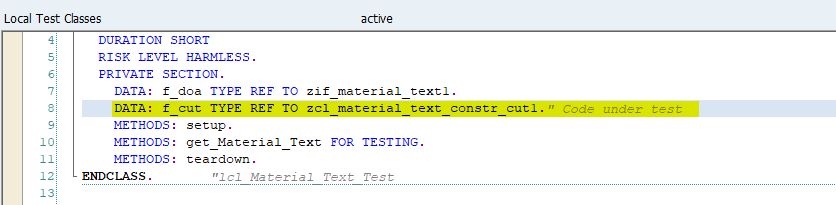 Local Test Classes active
4 DURATION SHORT
5 RISK LEVEL HARMLESS.
6 PRIVATE SECTION.
7 DATA: f_doa TYPE REF TO zif_material_text1.
8 DATA: f_cut TYPE REF TO zcl_material_text_constr_cut1." Code under test
9 METHODS: setup.
10 METHODS: get_Material_Text FOR TESTING.
11 METHODS: teardown.
12 ENDCLASS. "lcl_Material_Text_Test
13